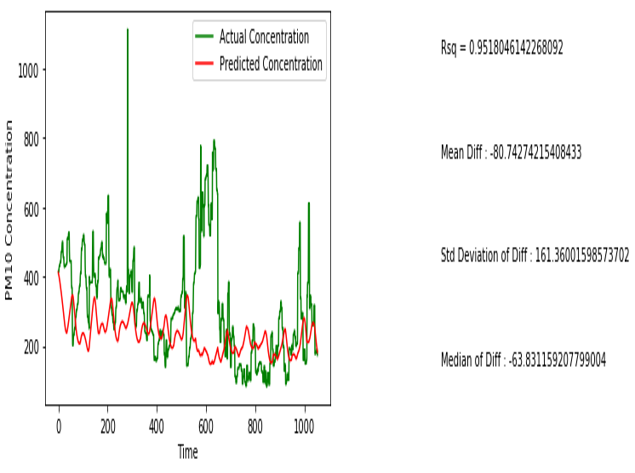 Actual Concentration
Predicted Concentration
1000
800
600
400
200
PM10 Concentration
0 200 400 600 800 1000
Time
Rsq = 0.9518046142268092
Mean Diff : -80.74274215408433
Std Deviation of Diff : 161.36001598573702
Median of Diff : -63.831159207799004